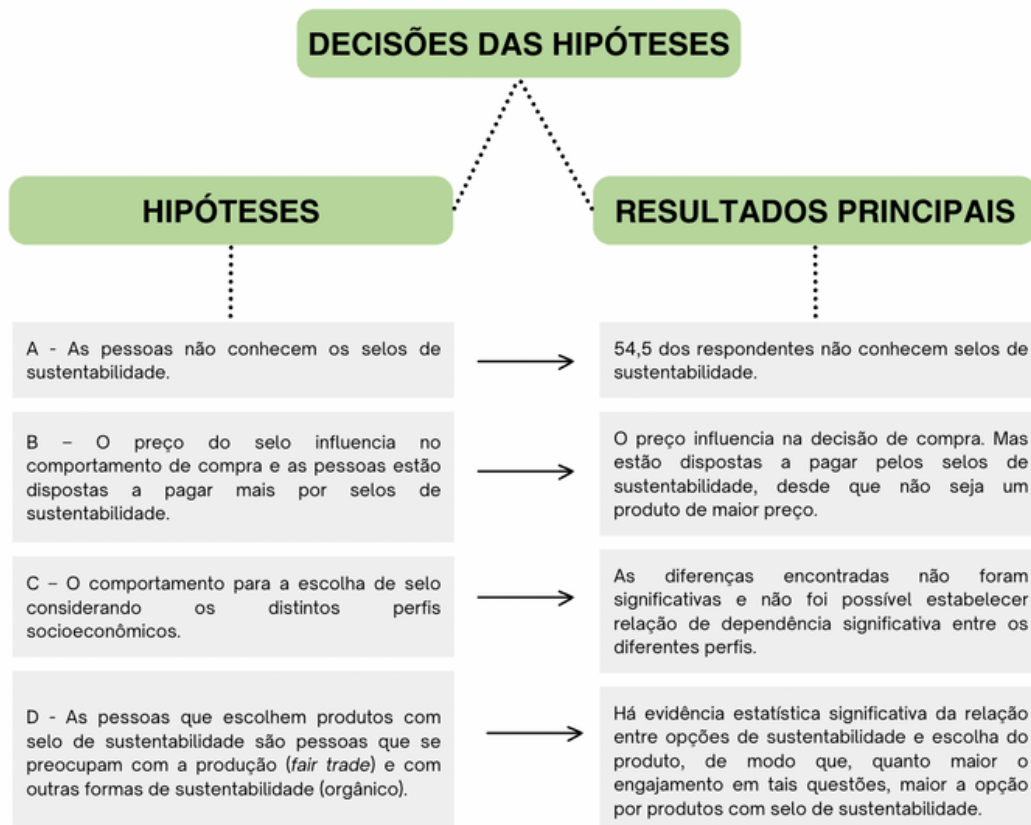 DECISÕES DAS HIPÓTESES
HIPÓTESES
RESULTADOS PRINCIPAIS
A - As pessoas não conhecem os selos de
sustentabilidade.
54,5 dos respondentes não conhecem selos de
sustentabilidade.
B – O preço do selo influencia no
comportamento de compra e as pessoas estão
dispostas a pagar mais por selos de
sustentabilidade.
O preço influencia na decisão de compra. Mas
estão dispostas a pagar pelos selos de
sustentabilidade, desde que não seja um
produto de maior preço.
C – O comportamento para a escolha de selo
considerando os distintos perfis
socioeconômicos.
As diferenças encontradas não foram
significativas e não foi possível estabelecer
relação de dependência significativa entre os
diferentes perfis.
D - As pessoas que escolhem produtos com
selo de sustentabilidade são pessoas que se
preocupam com a produção (fair trade) e com
outras formas de sustentabilidade (orgânico).
Há evidência estatística significativa da relação
entre opções de sustentabilidade e escolha do
produto, de modo que, quanto maior o
engajamento em tais questões, maior a opção
por produtos com selo de sustentabilidade.